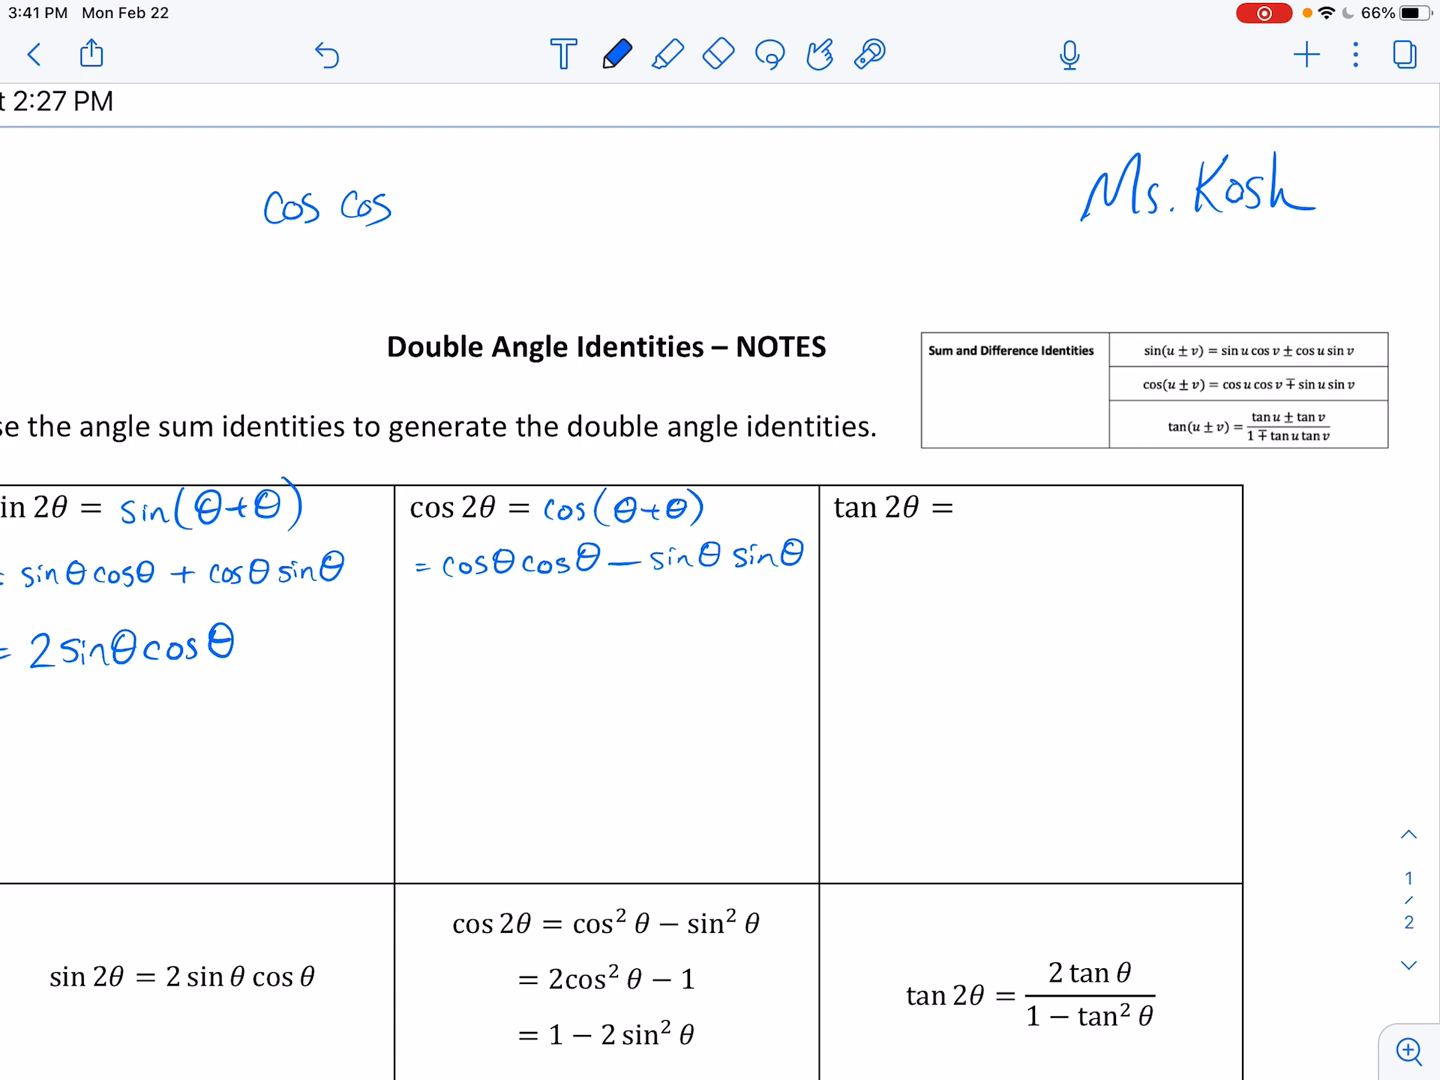 3:41 PM Mon Feb 22
66%
t 2:27 PM
cos cos
Ms. Kosh
Double Angle Identities – NOTES
Sum and Difference Identities
sin(u ± v) = sin u cos v ± cos u sin v
cos(u ± v) = cos u cos v ∓ sin u sin v
tan(u ± v) = (tan u ± tan v)/(1 ∓ tan u tan v)
se the angle sum identities to generate the double angle identities.
in 2θ = sin(θ+θ)
= sinθ cosθ + cosθ sinθ
= 2 sinθ cosθ
cos 2θ = cos(θ+θ)
= cosθ cosθ − sinθ sinθ
tan 2θ =
sin 2θ = 2 sin θ cos θ
cos 2θ = cos² θ − sin² θ
= 2cos² θ − 1
= 1 − 2 sin² θ
tan 2θ = (2 tan θ)/(1 − tan² θ)
1
/
2